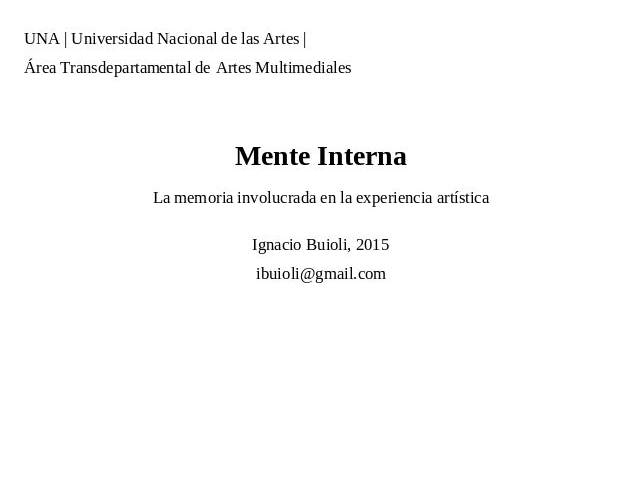 UNA | Universidad Nacional de las Artes |
Área Transdepartamental de Artes Multimediales
Mente Interna
La memoria involucrada en la experiencia artística
Ignacio Buioli, 2015
ibuioli@gmail.com